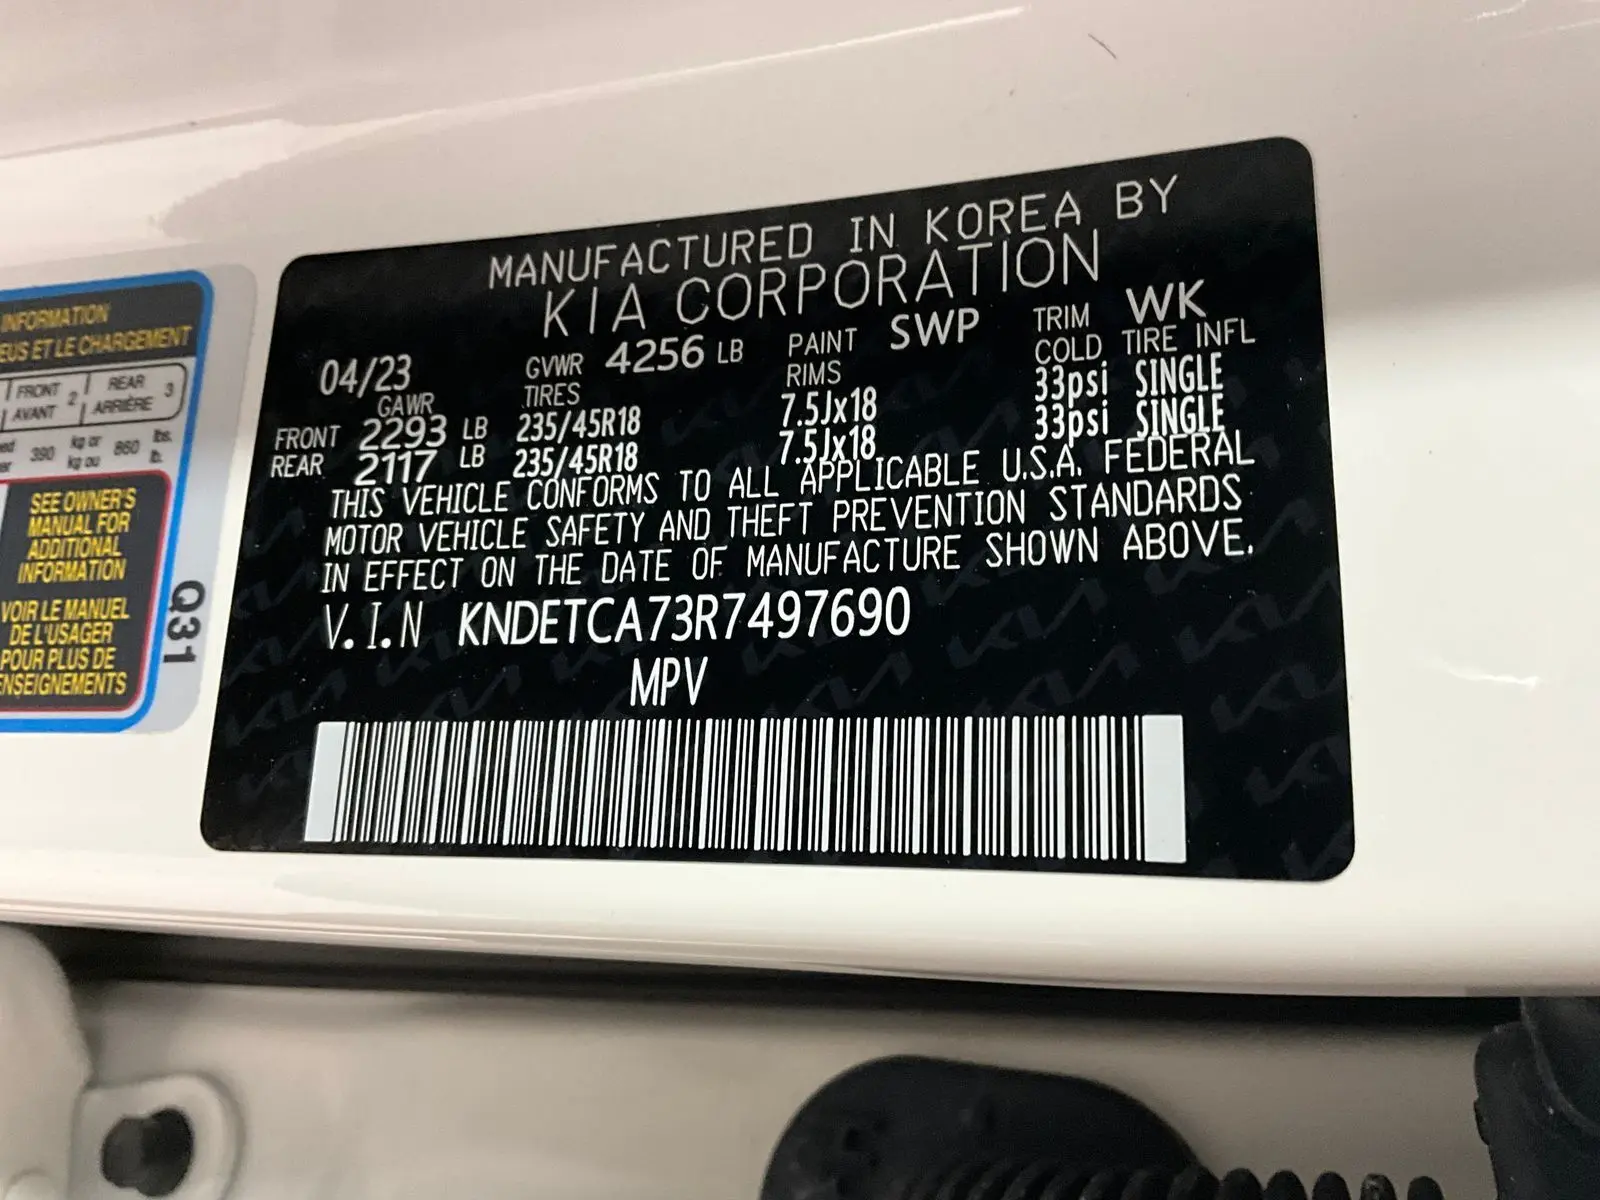 MANUFACTURED IN KOREA BY
KIA CORPORATION
04/23 GVWR 4256 LB PAINT SWP TRIM WK
GAWR TIRES RIMS COLD TIRE INFL
FRONT 2293 LB 235/45R18 7.5Jx18 33psi SINGLE
REAR 2117 LB 235/45R18 7.5Jx18 33psi SINGLE
THIS VEHICLE CONFORMS TO ALL APPLICABLE U.S.A. FEDERAL
MOTOR VEHICLE SAFETY AND THEFT PREVENTION STANDARDS
IN EFFECT ON THE DATE OF MANUFACTURE SHOWN ABOVE.
V.I.N KNDETCA73R7497690
MPV
INFORMATION
ET LE CHARGEMENT
FRONT 2 REAR 3
AVANT ARRIÈRE
390 kg or 860 lbs.
kg ou lb.
SEE OWNER'S
MANUAL FOR
ADDITIONAL
INFORMATION
VOIR LE MANUEL
DE L'USAGER
POUR PLUS DE
Q31